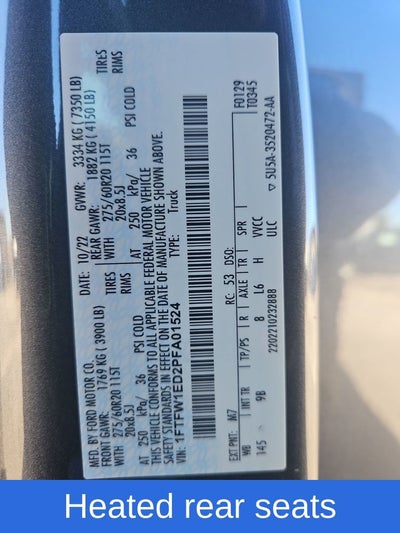 MFD. BY FORD MOTOR CO.
DATE: 10/22 GVWR: 3334 KG ( 7350 LB)
FRONT GAWR: 1769 KG ( 3900 LB) REAR GAWR: 1882 KG ( 4150 LB)
WITH 275/60R20 115T TIRES WITH 275/60R20 115T TIRES
20x8.5J RIMS 20x8.5J RIMS
AT 250 kPa/ 36 PSI COLD AT 250 kPa/ 36 PSI COLD
THIS VEHICLE CONFORMS TO ALL APPLICABLE FEDERAL MOTOR VEHICLE
SAFETY STANDARDS IN EFFECT ON THE DATE OF MANUFACTURE SHOWN ABOVE.
VIN: 1FTFW1ED2PFA01524 TYPE: Truck
F0129
T0345
EXT PNT: M7 RC: 53 DSO:
WB INT TR TP/PS R AXLE TR SPR
145 9B 8 L6 H VVCC
2202210232888 ULC
5U5A-3520472-AA
Heated rear seats